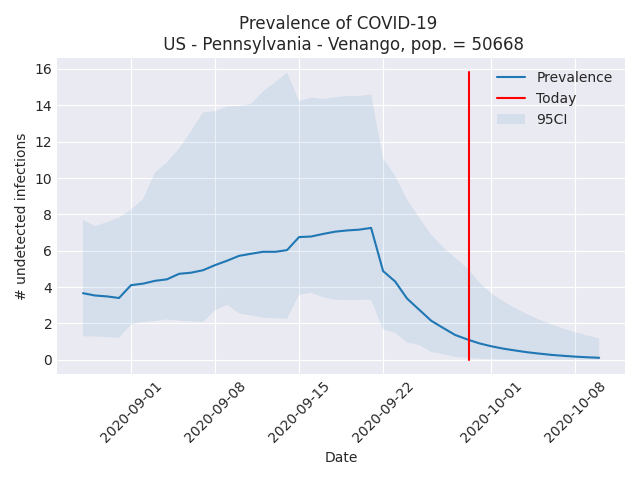 Prevalence of COVID-19
US - Pennsylvania - Venango, pop. = 50668
Prevalence
Today
95CI
# undetected infections
16
14
12
10
8
6
4
2
0
2020-09-01
2020-09-08
2020-09-15
2020-09-22
2020-10-01
2020-10-08
Date